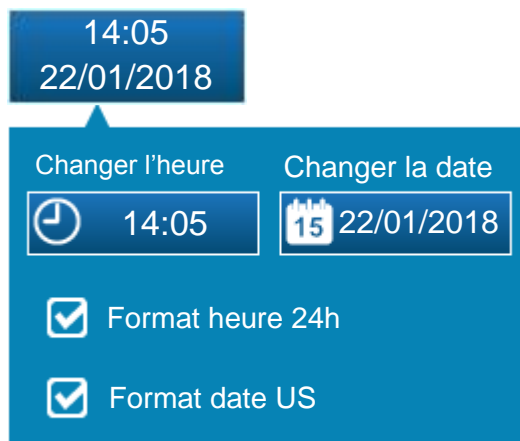 14:05
22/01/2018
Changer l'heure
Changer la date
14:05
15
22/01/2018
Format heure 24h
Format date US